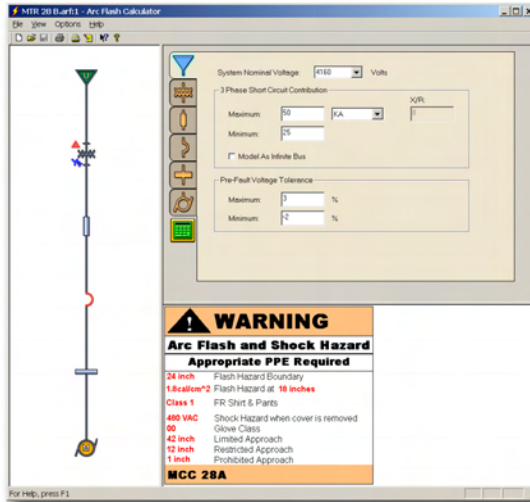 MTR 28 B.arf:1 - Arc Flash Calculator
File View Options Help
System Nominal Voltage: 4160 Volts
3 Phase Short Circuit Contribution
X/R:
Maximum: 50 KA 8
Minimum: 25
Model As Infinite Bus
Pre-Fault Voltage Tolerance
Maximum: 3 %
Minimum: -2 %
WARNING
Arc Flash and Shock Hazard
Appropriate PPE Required
24 inch Flash Hazard Boundary
1.8cal/cm^2 Flash Hazard at 18 inches
Class 1 FR Shirt & Pants
480 VAC Shock Hazard when cover is removed
00 Glove Class
42 inch Limited Approach
12 inch Restricted Approach
1 inch Prohibited Approach
MCC 28A
For Help, press F1